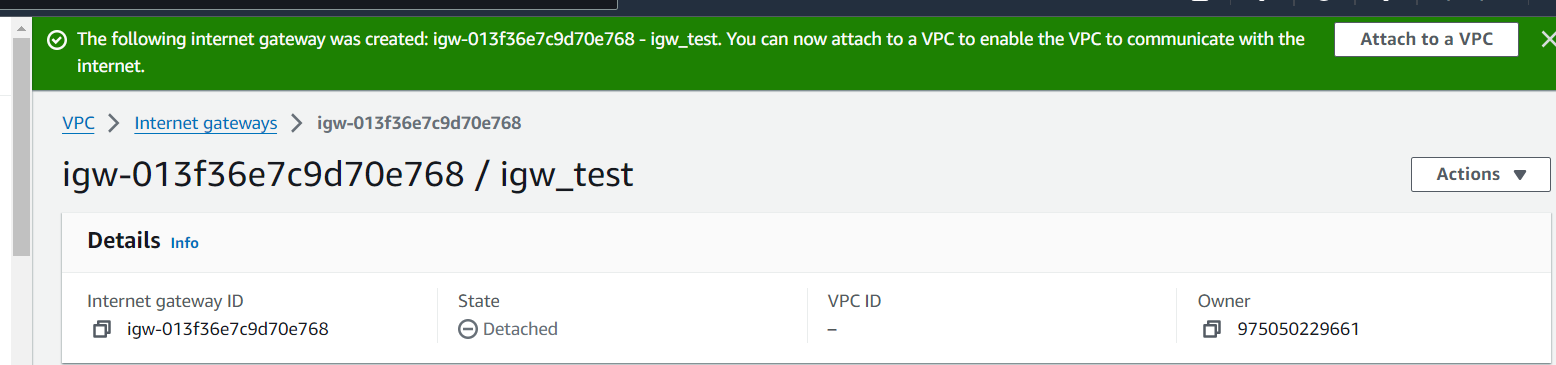 The following internet gateway was created: igw-013f36e7c9d70e768 - igw_test. You can now attach to a VPC to enable the VPC to communicate with the
internet.
Attach to a VPC
VPC
Internet gateways
igw-013f36e7c9d70e768
igw-013f36e7c9d70e768 / igw_test
Actions
Details Info
Internet gateway ID
igw-013f36e7c9d70e768
State
Detached
VPC ID
–
Owner
975050229661